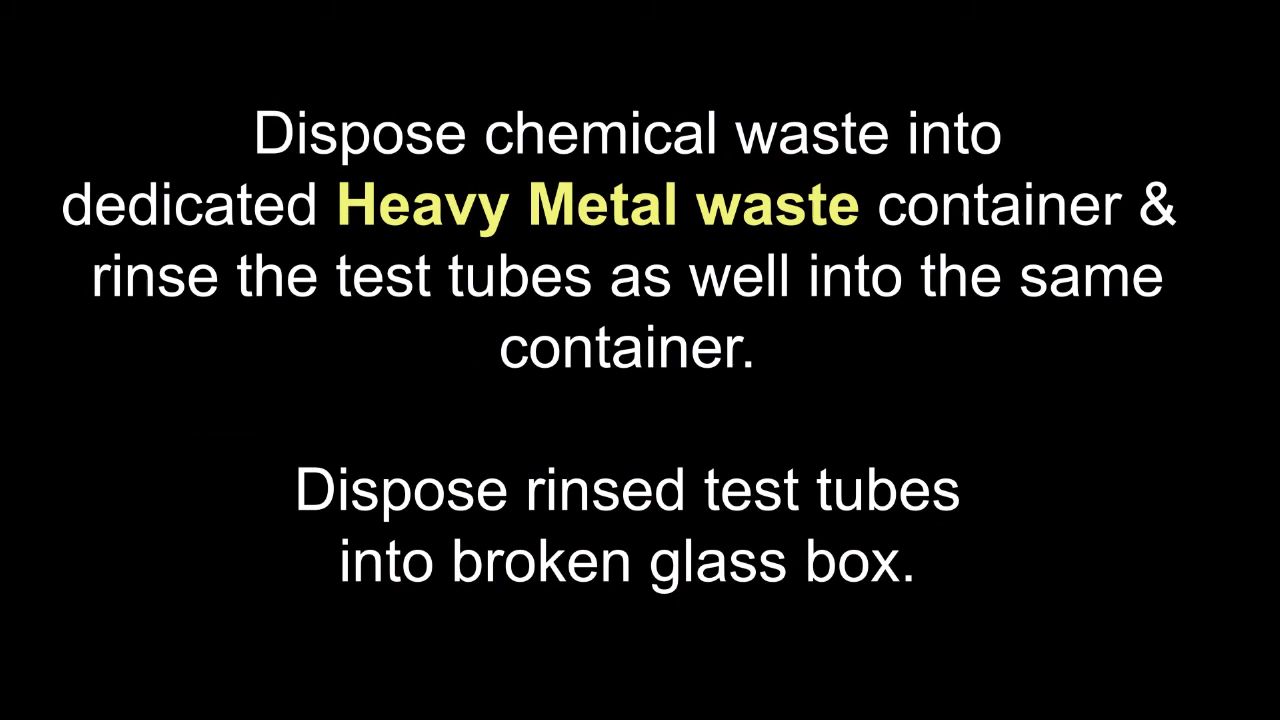 Dispose chemical waste into
dedicated Heavy Metal waste container &
rinse the test tubes as well into the same
container.
Dispose rinsed test tubes
into broken glass box.